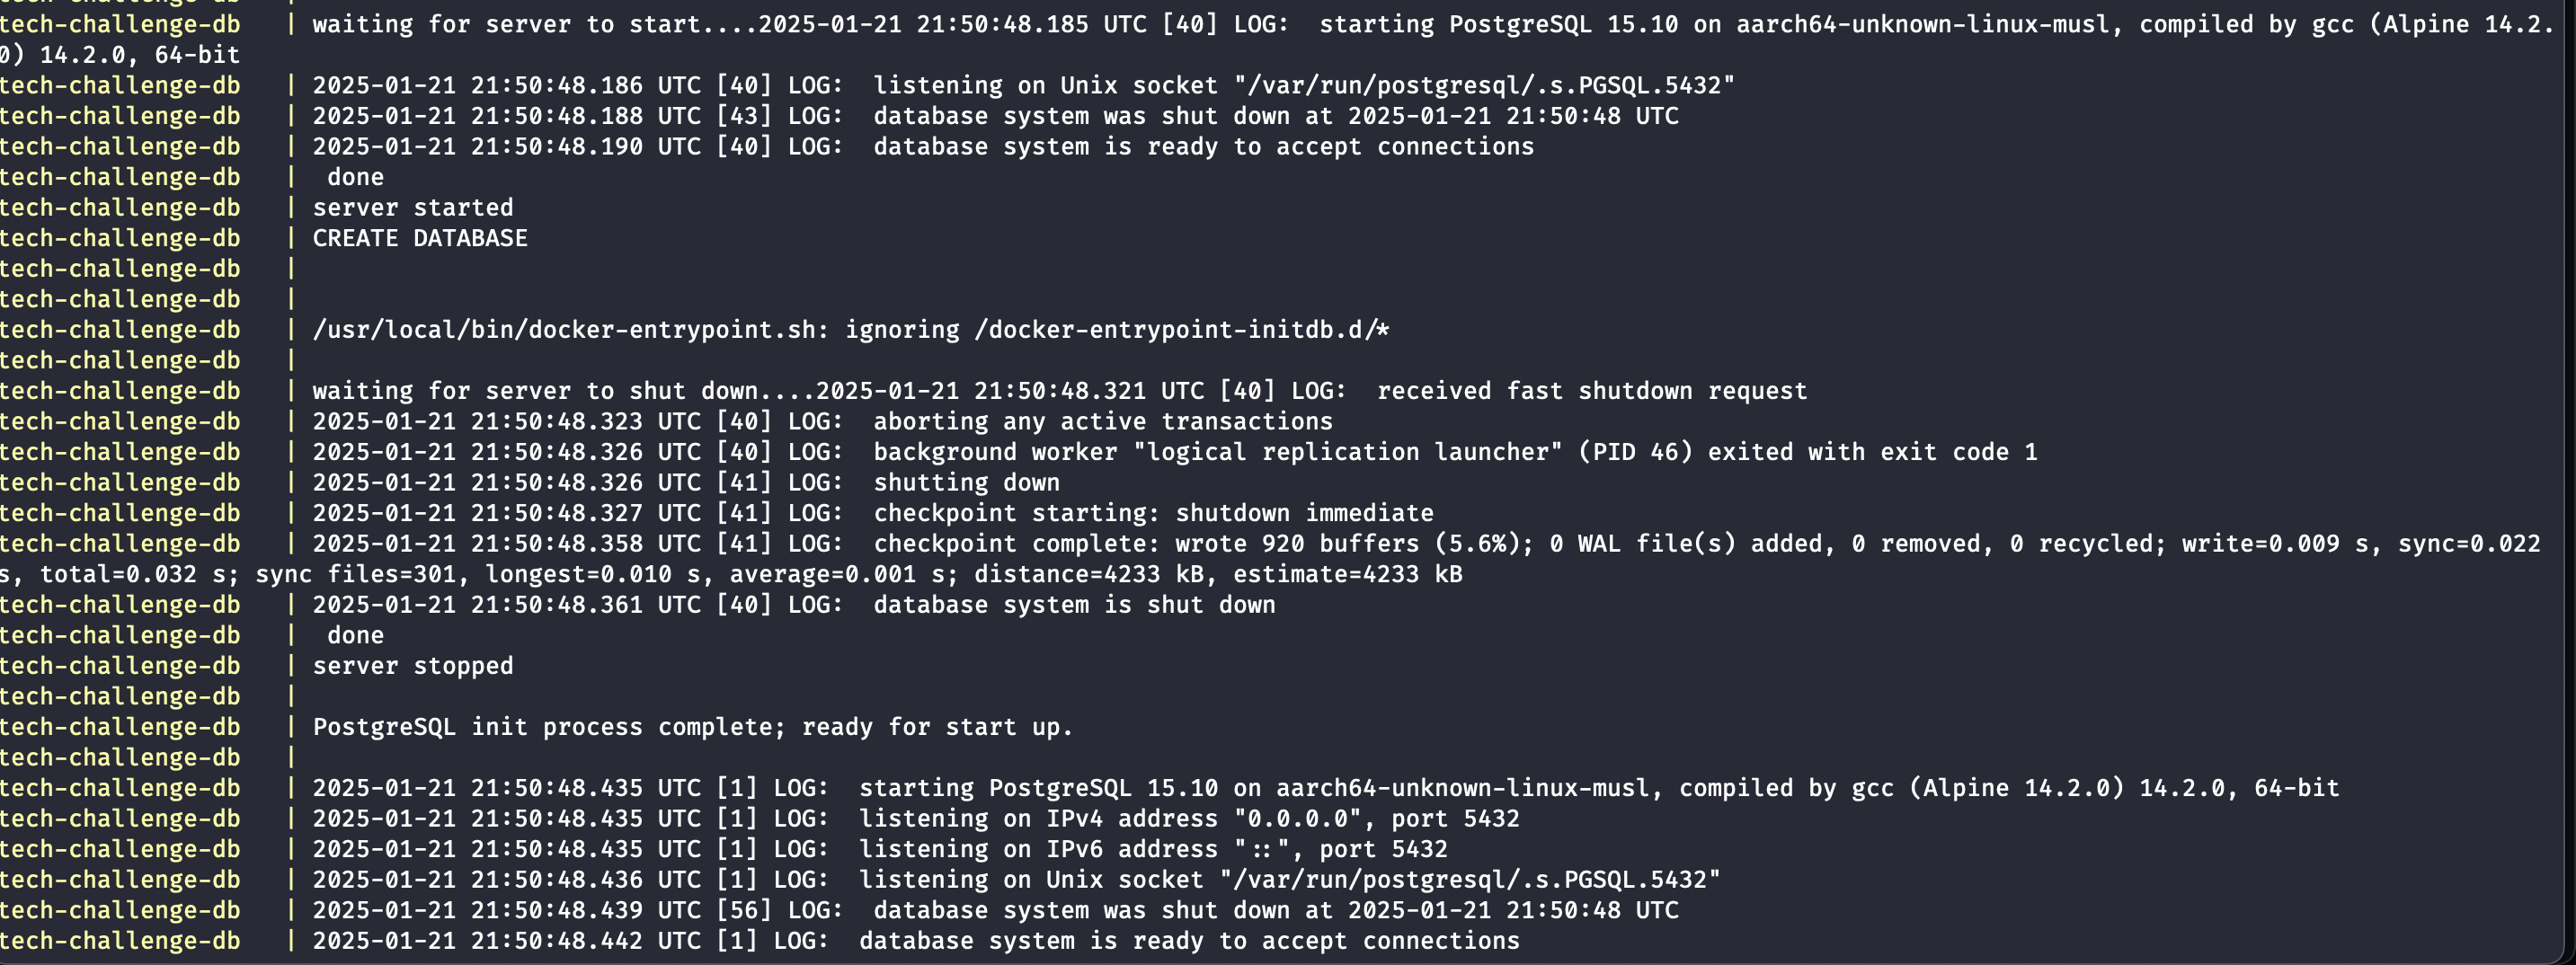 tech-challenge-db   | waiting for server to start....2025-01-21 21:50:48.185 UTC [40] LOG:  starting PostgreSQL 15.10 on aarch64-unknown-linux-musl, compiled by gcc (Alpine 14.2.
0) 14.2.0, 64-bit
tech-challenge-db   | 2025-01-21 21:50:48.186 UTC [40] LOG:  listening on Unix socket "/var/run/postgresql/.s.PGSQL.5432"
tech-challenge-db   | 2025-01-21 21:50:48.188 UTC [43] LOG:  database system was shut down at 2025-01-21 21:50:48 UTC
tech-challenge-db   | 2025-01-21 21:50:48.190 UTC [40] LOG:  database system is ready to accept connections
tech-challenge-db   |  done
tech-challenge-db   | server started
tech-challenge-db   | CREATE DATABASE
tech-challenge-db   |
tech-challenge-db   |
tech-challenge-db   | /usr/local/bin/docker-entrypoint.sh: ignoring /docker-entrypoint-initdb.d/*
tech-challenge-db   |
tech-challenge-db   | waiting for server to shut down....2025-01-21 21:50:48.321 UTC [40] LOG:  received fast shutdown request
tech-challenge-db   | 2025-01-21 21:50:48.323 UTC [40] LOG:  aborting any active transactions
tech-challenge-db   | 2025-01-21 21:50:48.326 UTC [40] LOG:  background worker "logical replication launcher" (PID 46) exited with exit code 1
tech-challenge-db   | 2025-01-21 21:50:48.326 UTC [41] LOG:  shutting down
tech-challenge-db   | 2025-01-21 21:50:48.327 UTC [41] LOG:  checkpoint starting: shutdown immediate
tech-challenge-db   | 2025-01-21 21:50:48.358 UTC [41] LOG:  checkpoint complete: wrote 920 buffers (5.6%); 0 WAL file(s) added, 0 removed, 0 recycled; write=0.009 s, sync=0.022
s, total=0.032 s; sync files=301, longest=0.010 s, average=0.001 s; distance=4233 kB, estimate=4233 kB
tech-challenge-db   | 2025-01-21 21:50:48.361 UTC [40] LOG:  database system is shut down
tech-challenge-db   |  done
tech-challenge-db   | server stopped
tech-challenge-db   |
tech-challenge-db   | PostgreSQL init process complete; ready for start up.
tech-challenge-db   |
tech-challenge-db   | 2025-01-21 21:50:48.435 UTC [1] LOG:  starting PostgreSQL 15.10 on aarch64-unknown-linux-musl, compiled by gcc (Alpine 14.2.0) 14.2.0, 64-bit
tech-challenge-db   | 2025-01-21 21:50:48.435 UTC [1] LOG:  listening on IPv4 address "0.0.0.0", port 5432
tech-challenge-db   | 2025-01-21 21:50:48.435 UTC [1] LOG:  listening on IPv6 address "::", port 5432
tech-challenge-db   | 2025-01-21 21:50:48.436 UTC [1] LOG:  listening on Unix socket "/var/run/postgresql/.s.PGSQL.5432"
tech-challenge-db   | 2025-01-21 21:50:48.439 UTC [56] LOG:  database system was shut down at 2025-01-21 21:50:48 UTC
tech-challenge-db   | 2025-01-21 21:50:48.442 UTC [1] LOG:  database system is ready to accept connections